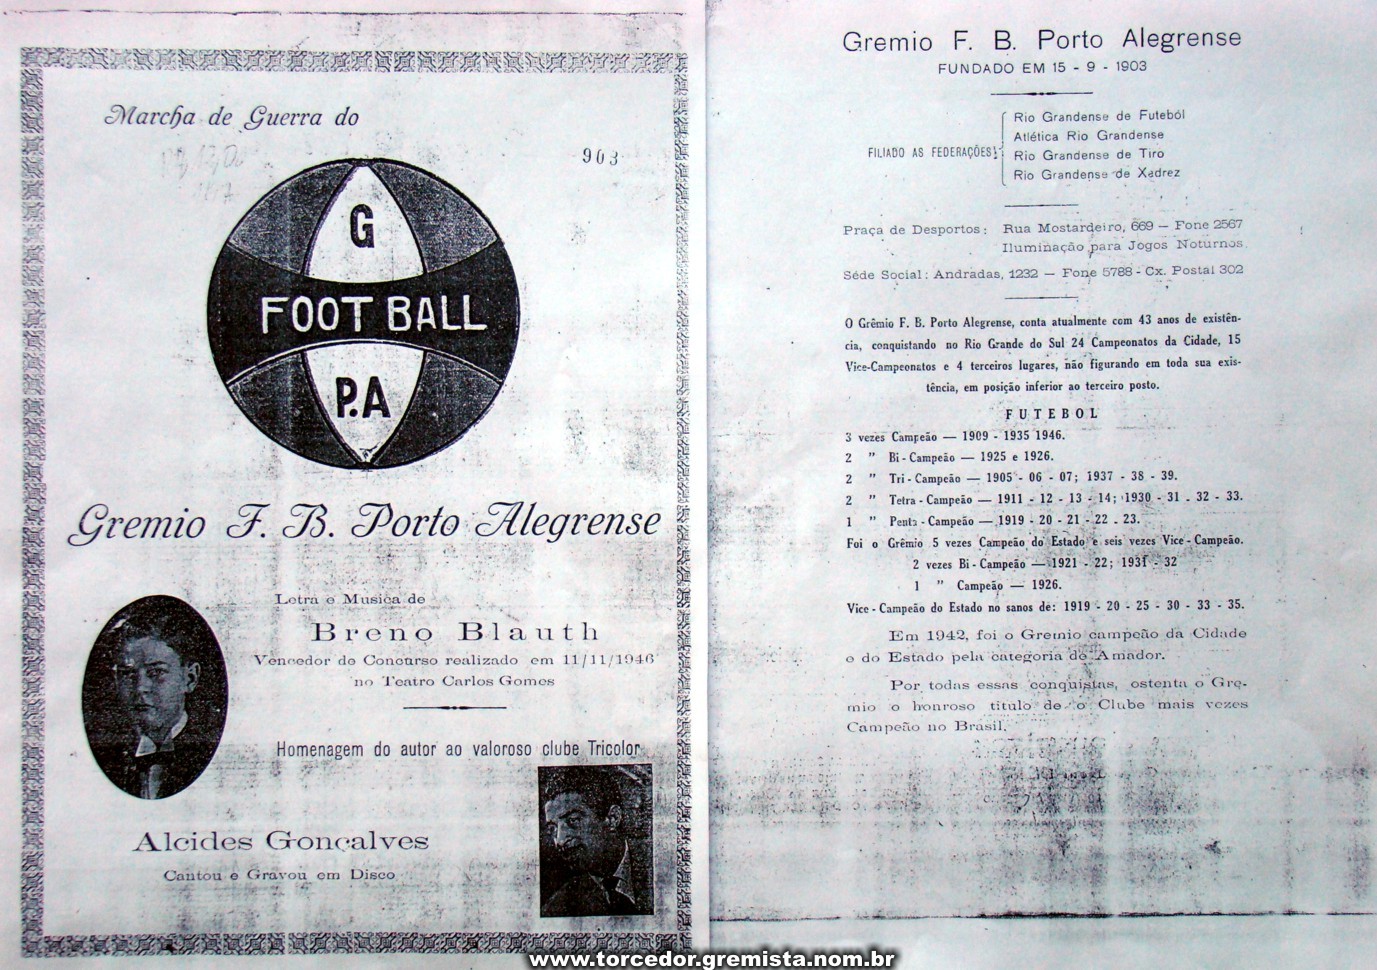 Marcha de Guerra do
903
G
FOOT BALL
P.A
Gremio F. B. Porto Alegrense
Letra e Musica de
Breno Blauth
Vencedor do Concurso realizado em 11/11/1946
no Teatro Carlos Gomes
Homenagem do autor ao valoroso clube Tricolor
Alcides Gonçalves
Cantou e Gravou em Disco
Gremio F. B. Porto Alegrense
FUNDADO EM 15 - 9 - 1903
FILIADO AS FEDERAÇÕES:
Rio Grandense de Futeból
Atlética Rio Grandense
Rio Grandense de Tiro
Rio Grandense de Xadrez
Praça de Desportos: Rua Mostardeiro, 669 — Fone 2567
Iluminação para Jogos Noturnos.
Séde Social: Andradas, 1232 — Fone 5788 - Cx. Postal 302
O Grêmio F. B. Porto Alegrense, conta atualmente com 43 anos de existên-
cia, conquistando no Rio Grande do Sul 24 Campeonatos da Cidade, 15
Vice-Campeonatos e 4 terceiros lugares, não figurando em toda sua exis-
tência, em posição inferior ao terceiro posto.
FUTEBOL
3 vezes Campeão — 1909 - 1935 1946.
2 ” Bi - Campeão — 1925 e 1926.
2 ” Tri - Campeão — 1905 - 06 - 07; 1937 - 38 - 39.
2 ” Tetra - Campeão — 1911 - 12 - 13 - 14; 1930 - 31 - 32 - 33.
1 ” Penta - Campeão — 1919 - 20 - 21 - 22 - 23.
Foi o Grêmio 5 vezes Campeão do Estado e seis vezes Vice - Campeão.
2 vezes Bi - Campeão — 1921 - 22; 1931 - 32
1 ” Campeão — 1926.
Vice - Campeão do Estado no sanos de: 1919 - 20 - 25 - 30 - 33 - 35.
Em 1942, foi o Gremio campeão da Cidade
e do Estado pela categoria de Amador.
Por todas essas conquistas, ostenta o Gre-
mio o honroso titulo de o Clube mais vezes
Campeão no Brasil.
www.torcedor.gremista.nom.br